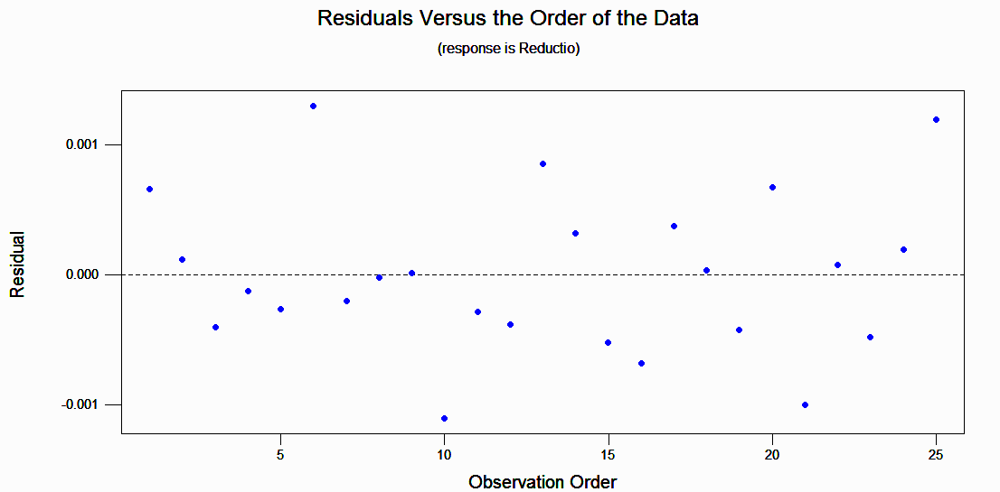 Residuals Versus the Order of the Data
(response is Reductio)
0.001
0.000
-0.001
Residual
5 10 15 20 25
Observation Order